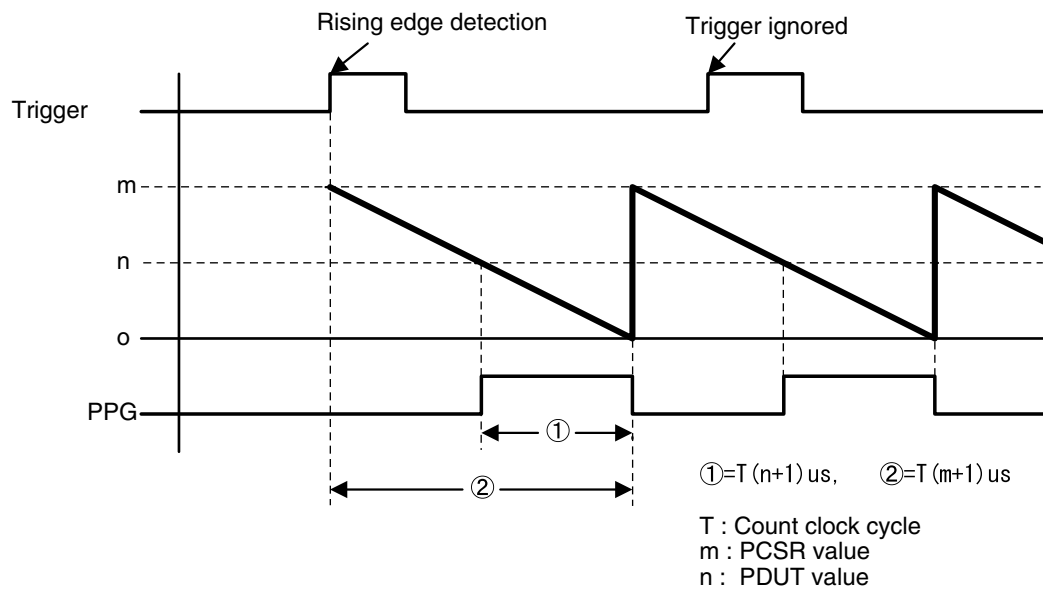 Rising edge detection
Trigger ignored
Trigger
m
n
o
PPG
①
②
①=T(n+1)us, ②=T(m+1)us
T : Count clock cycle
m : PCSR value
n : PDUT value